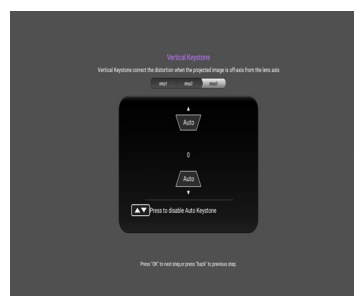 Vertical Keystone
Vertical Keystone correct the distortion when the projected image is off-axis from the lens axis
step1 step2 step3
▲
Auto
0
Auto
▼
▲▼ Press to disable Auto Keystone
Press "OK" to next step,or press "back" to previous step.